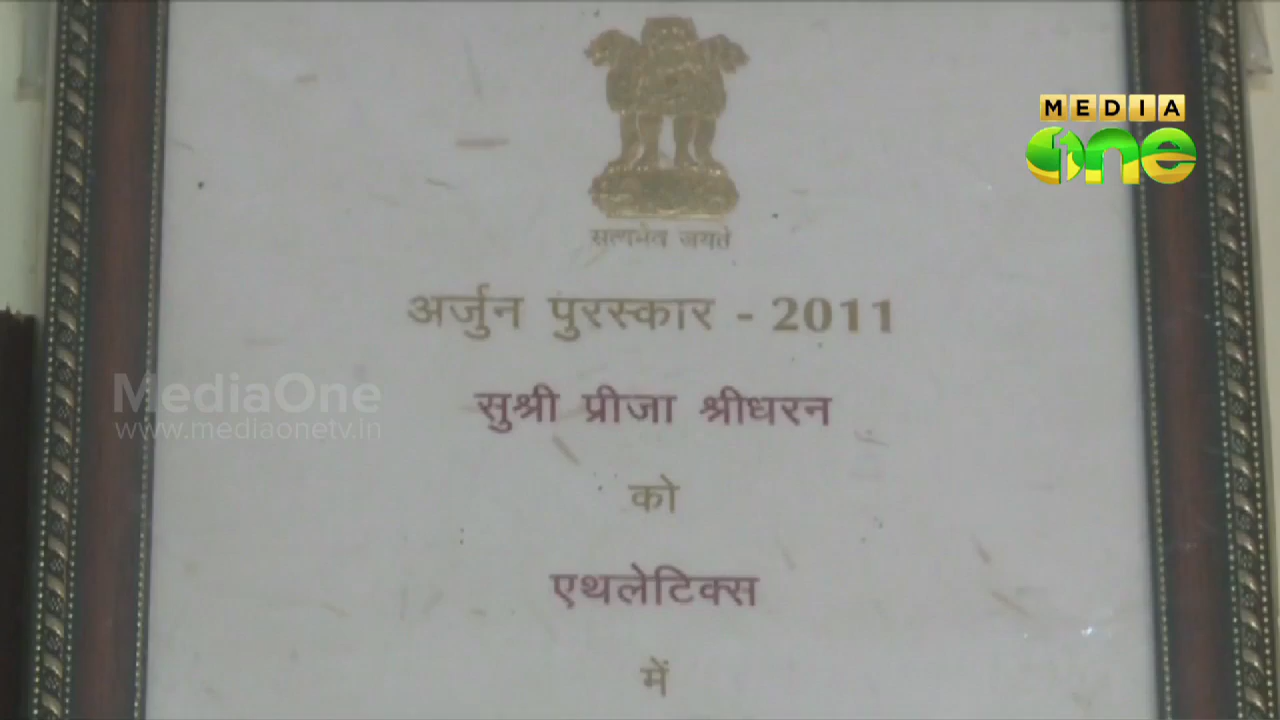 MEDIA
one
सत्यमेव जयते
अर्जुन पुरस्कार - 2011
सुश्री प्रीजा श्रीधरन
MediaOne
www.mediaonetv.in
को
एथलेटिक्स
में